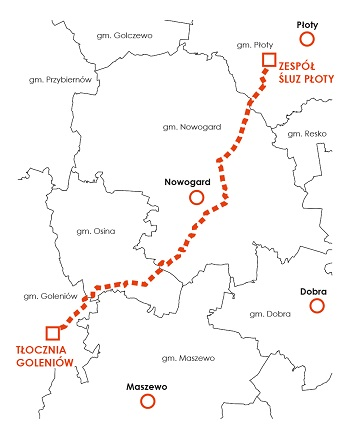 Płoty
gm. Golczewo
gm. Płoty
ZESPÓŁ
ŚLUZ PŁOTY
gm. Przybiernów
gm. Nowogard
gm. Resko
Nowogard
gm. Osina
gm. Goleniów
Dobra
gm. Dobra
TŁOCZNIA
GOLENIÓW
gm. Maszewo
Maszewo